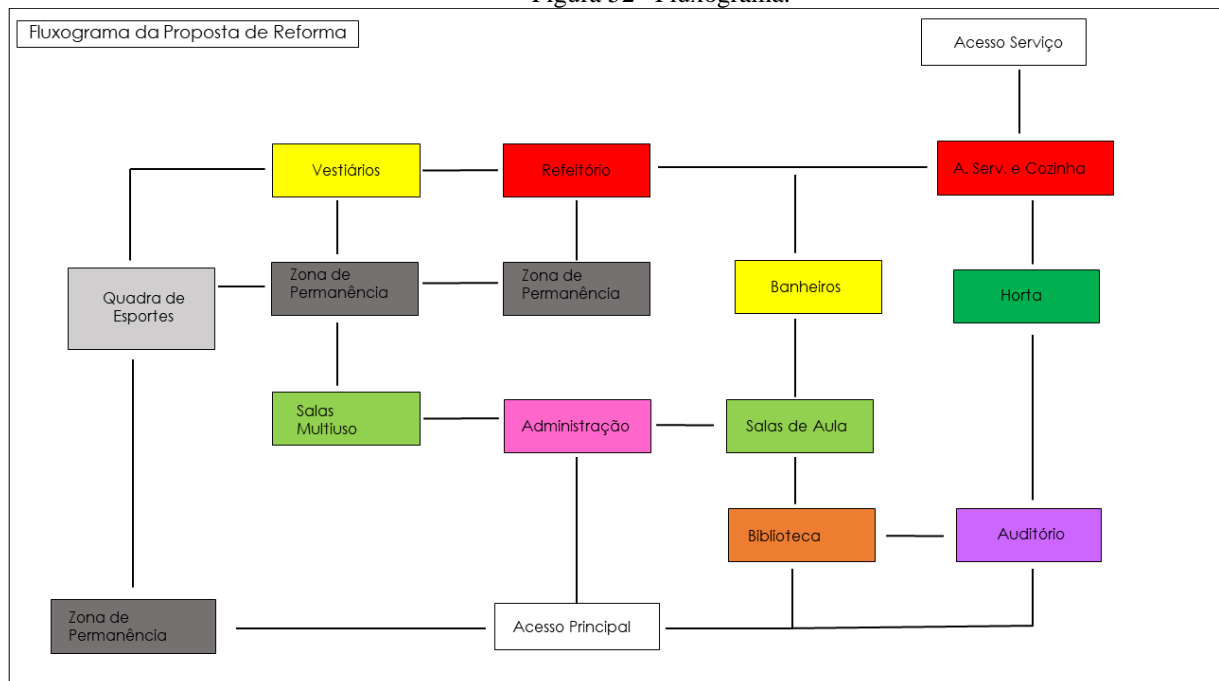 Figura 32- Fluxograma.
Fluxograma da Proposta de Reforma
Acesso Serviço
Vestiários
Refeitório
A. Serv. e Cozinha
Quadra de
Esportes
Zona de
Permanência
Zona de
Permanência
Banheiros
Horta
Salas
Multiuso
Administração
Salas de Aula
Biblioteca
Auditório
Zona de
Permanência
Acesso Principal